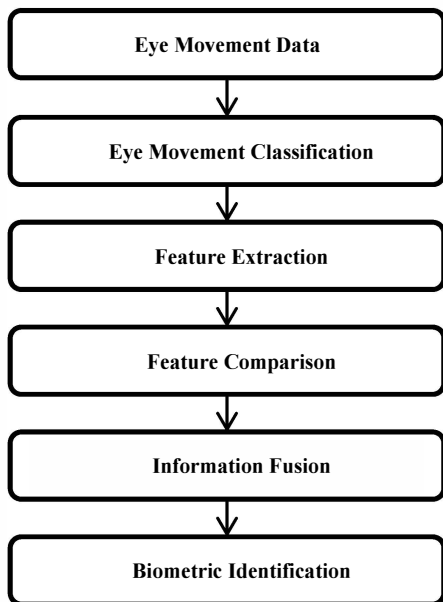 Eye Movement Data
Eye Movement Classification
Feature Extraction
Feature Comparison
Information Fusion
Biometric Identification